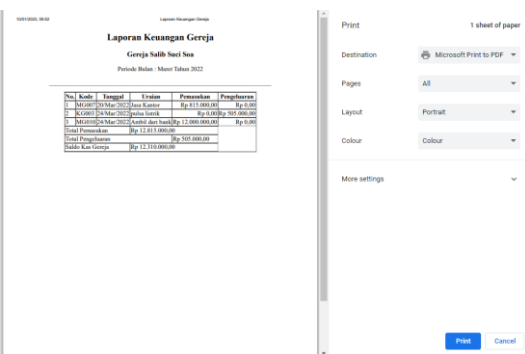 10/01/2023, 08.02 Laporan Keuangan Gereja
Laporan Keuangan Gereja
Gereja Salib Suci Soa
Periode Bulan : Maret Tahun 2022
No. Kode Tanggal Uraian Pemasukan Pengeluaran
1 MG007 20/Mar/2022 Jasa Kantor Rp 815.000,00 Rp 0,00
2 KG003 24/Mar/2022 pulsa listrik Rp 0,00 Rp 505.000,00
3 MG010 24/Mar/2022 Ambil dari bank Rp 12.000.000,00 Rp 0,00
Total Pemasukan Rp 12.815.000,00
Total Pengeluaran Rp 505.000,00
Saldo Kas Gereja Rp 12.310.000,00
Print 1 sheet of paper
Destination Microsoft Print to PDF
Pages All
Layout Portrait
Colour Colour
More settings
Print Cancel